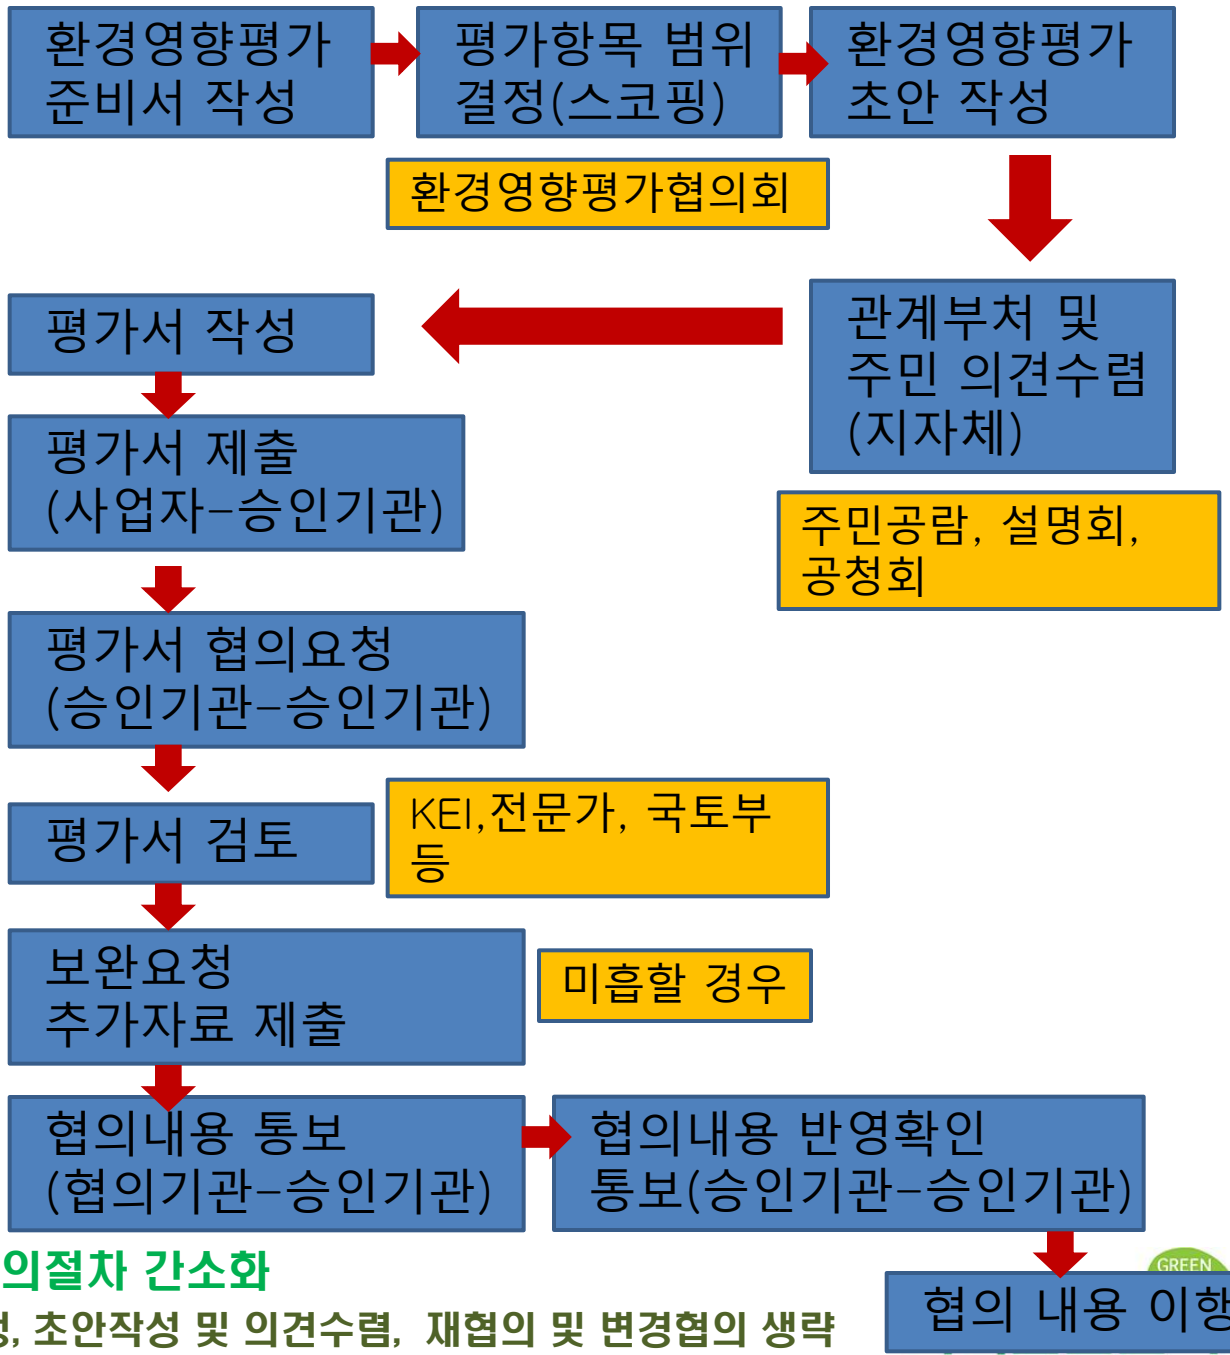 환경영향평가
준비서 작성
평가항목 범위
결정(스코핑)
환경영향평가
초안 작성
환경영향평가협의회
관계부처 및
주민 의견수렴
(지자체)
주민공람, 설명회,
공청회
평가서 작성
평가서 제출
(사업자-승인기관)
평가서 협의요청
(승인기관-승인기관)
평가서 검토
KEI,전문가, 국토부
등
보완요청
추가자료 제출
미흡할 경우
협의내용 통보
(협의기관-승인기관)
협의내용 반영확인
통보(승인기관-승인기관)
협의 내용 이행
의절차 간소화
초안작성 및 의견수렴, 재협의 및 변경협의 생략
GREEN